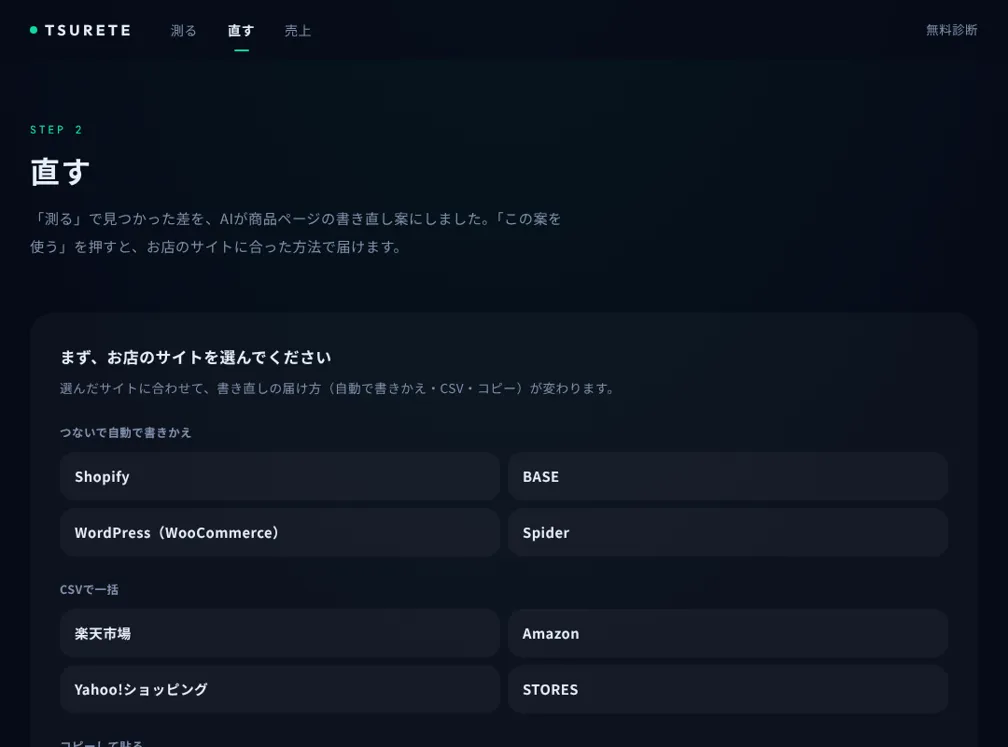 TSURETE
測る
直す
売上
無料診断
STEP 2
直す
「測る」で見つかった差を、AIが商品ページの書き直し案にしました。「この案を
使う」を押すと、お店のサイトに合った方法で届けます。
まず、お店のサイトを選んでください
選んだサイトに合わせて、書き直しの届け方（自動で書きかえ・CSV・コピー）が変わります。
つないで自動で書きかえ
Shopify
BASE
WordPress（WooCommerce）
Spider
CSVで一括
楽天市場
Amazon
Yahoo!ショッピング
STORES
コピーして貼る